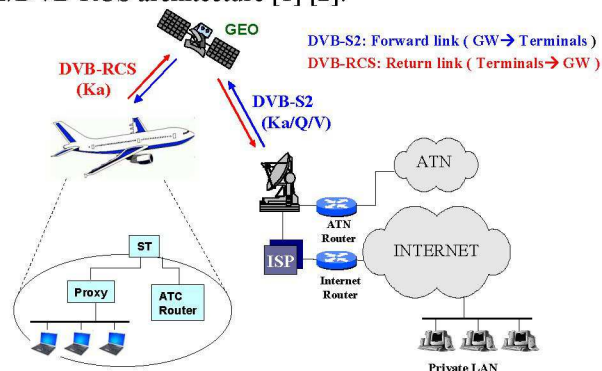 /DVB-RCS architecture [1] [2].
GEO
DVB-S2: Forward link ( GW→ Terminals )
DVB-RCS: Return link ( Terminals→ GW )
DVB-RCS
(Ka)
DVB-S2
(Ka/Q/V)
ATN
ATN
Router
ISP
Internet
Router
INTERNET
ST
Proxy
ATC
Router
Private LAN